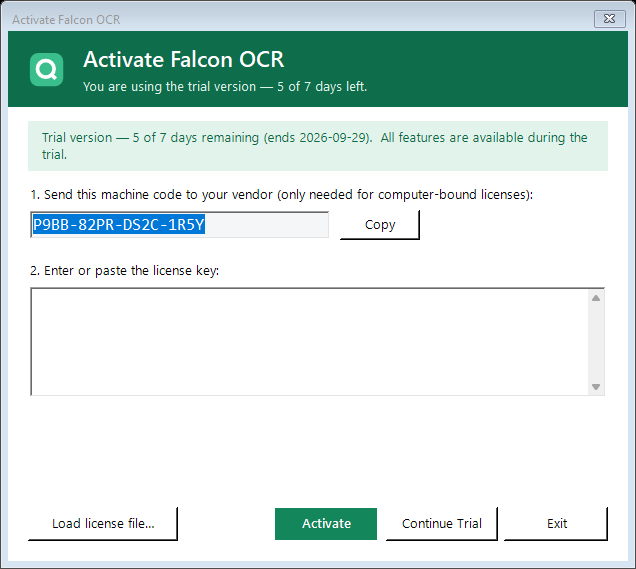 Activate Falcon OCR
Activate Falcon OCR
You are using the trial version — 5 of 7 days left.
Trial version — 5 of 7 days remaining (ends 2026-09-29).  All features are available during the
trial.
1. Send this machine code to your vendor (only needed for computer-bound licenses):
P9BB-82PR-DS2C-1R5Y
Copy
2. Enter or paste the license key:
Load license file...
Activate
Continue Trial
Exit